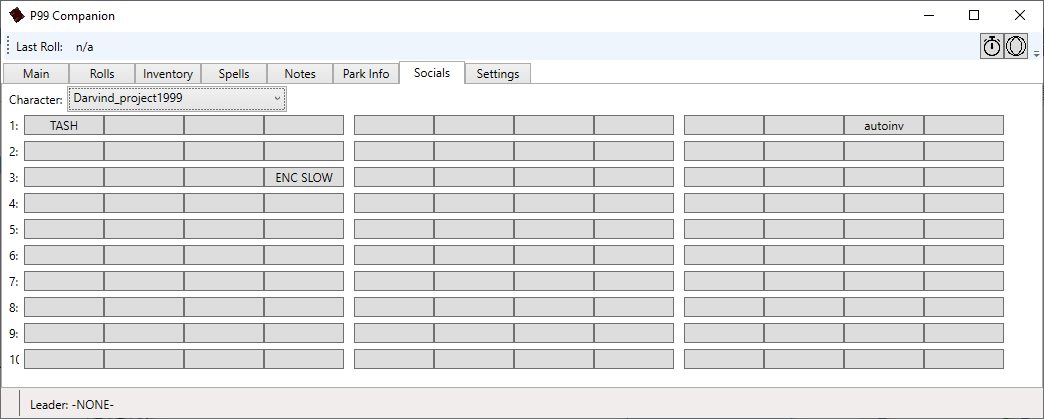 P99 Companion
Last Roll: n/a
Main Rolls Inventory Spells Notes Park Info Socials Settings
Character: Darvind_project1999
1: TASH autoinv
2:
3: ENC SLOW
4:
5:
6:
7:
8:
9:
10
Leader: -NONE-